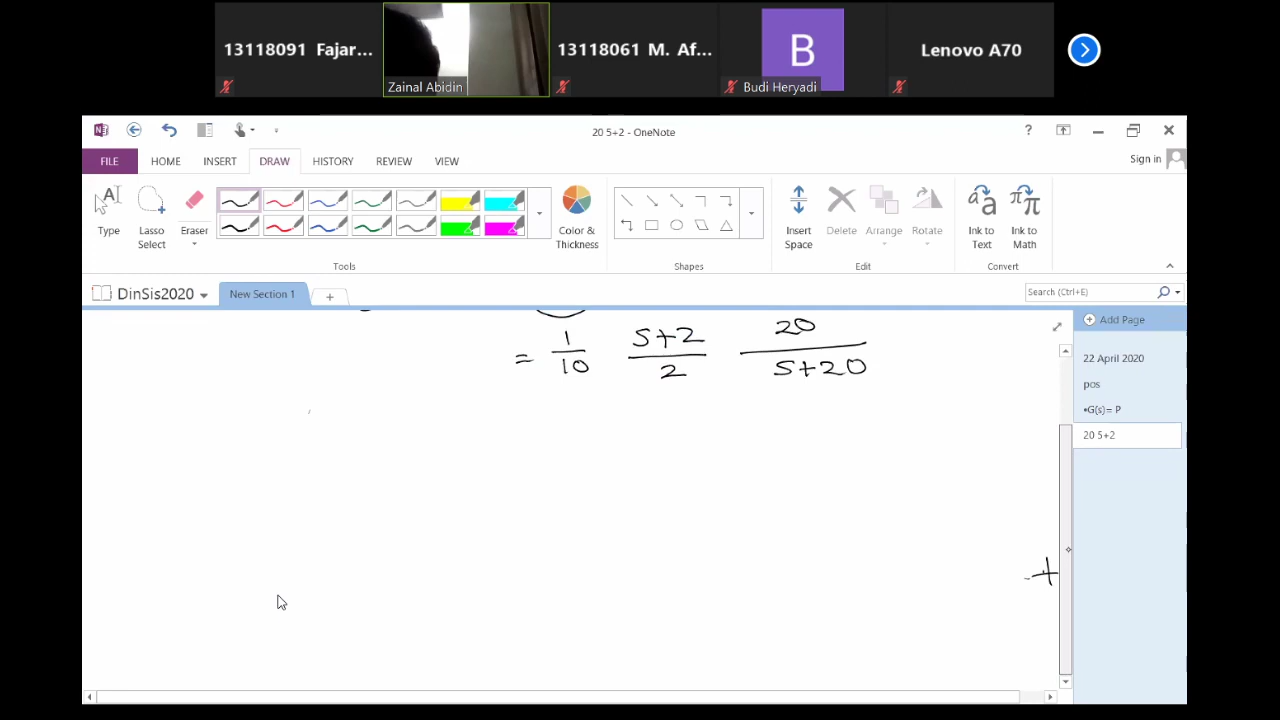 13118091 Fajar...
Zainal Abidin
13118061 M. Af...
B
Budi Heryadi
Lenovo A70
20 5+2 - OneNote
?
FILE HOME INSERT DRAW HISTORY REVIEW VIEW
Sign in
Type
Lasso Select
Eraser
Color & Thickness
Insert Space
Delete
Arrange
Rotate
Ink to Text
Ink to Math
Tools
Shapes
Edit
Convert
DinSis2020
New Section 1
Search (Ctrl+E)
Add Page
22 April 2020
pos
•G(s)= P
20 5+2
= 1/10 s+2/2 20/s+20
+